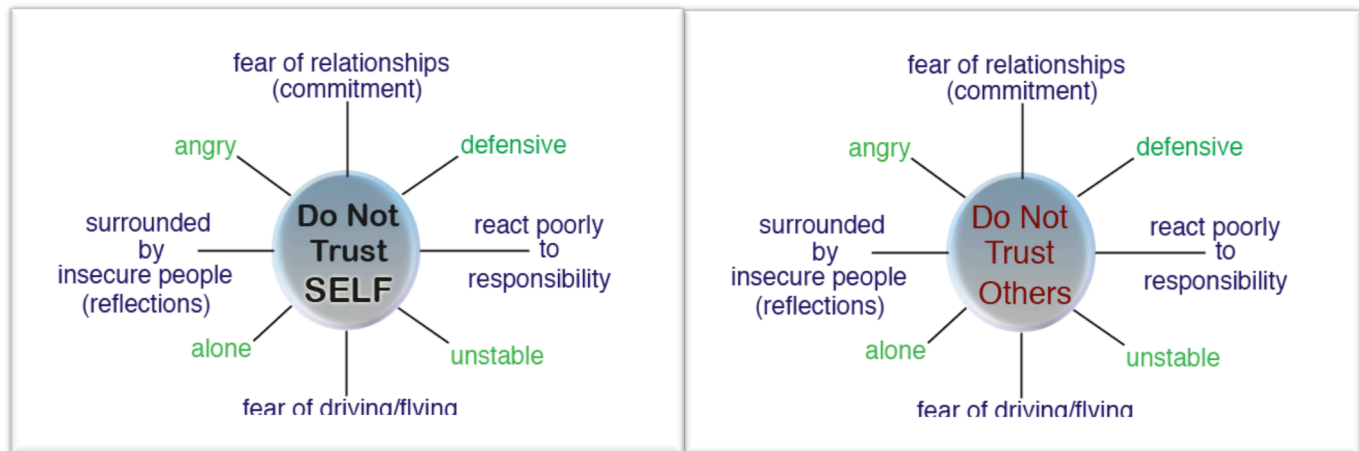 fear of relationships
(commitment)
angry
defensive
Do Not
Trust
SELF
surrounded
by
insecure people
(reflections)
react poorly
to
responsibility
alone
unstable
fear of driving/flying
fear of relationships
(commitment)
angry
defensive
Do Not
Trust
Others
surrounded
by
insecure people
(reflections)
react poorly
to
responsibility
alone
unstable
fear of driving/flying